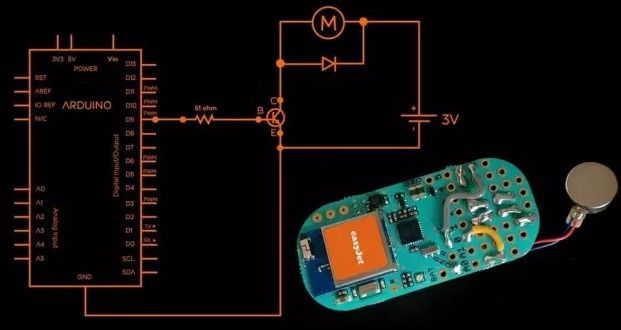 M
3V3 5V Vin
POWER
D13
RST
D12
AREF
D11 PWM
IO REF
ARDUINO
D10 PWM
N/C
D9 PWM
51 ohm
B
C
E
+
-
3V
D8
D7
Digital Input/Output
D6 PWM
D5 PWM
A0
D4
A1
D3 PWM
A2
D2
A3
D1 TX
A4
D0 RX
A5
SCL
Analog Input
SDA
GND
easyJet